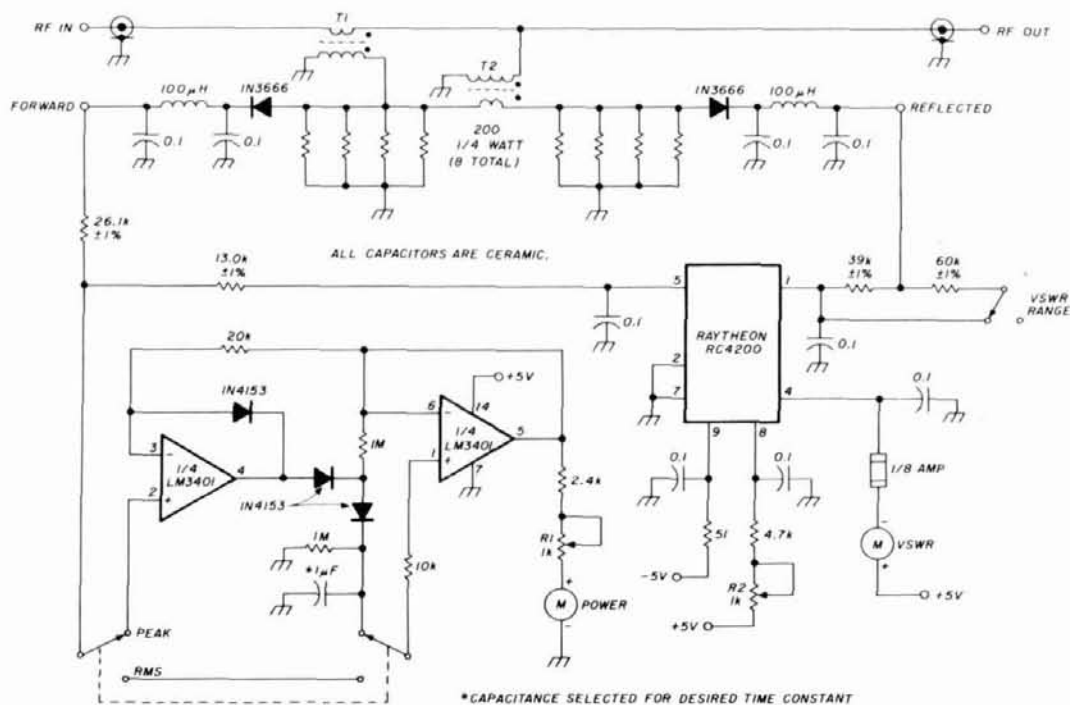 T1
RF IN
RF OUT
T2
100µH
1N3666
1N3666
100µH
FORWARD
REFLECTED
0.1
0.1
200
1/4 WATT
(8 TOTAL)
0.1
0.1
26.1k
±1%
ALL CAPACITORS ARE CERAMIC.
13.0k
±1%
39k
±1%
60k
±1%
VSWR
RANGE
5
1
0.1
RAYTHEON
RC4200
0.1
20k
2
7
4
0.1
+5V
1N4153
6
14
9
8
1M
1/4
LM3401
5
3
1/4
LM3401
4
1
7
0.1
0.1
1/8 AMP
2
2.4k
1N4153
1M
R1
1k
51
4.7k
M
VSWR
*1µF
10k
-5V
R2
1k
+5V
M
POWER
+5V
PEAK
RMS
*CAPACITANCE SELECTED FOR DESIRED TIME CONSTANT